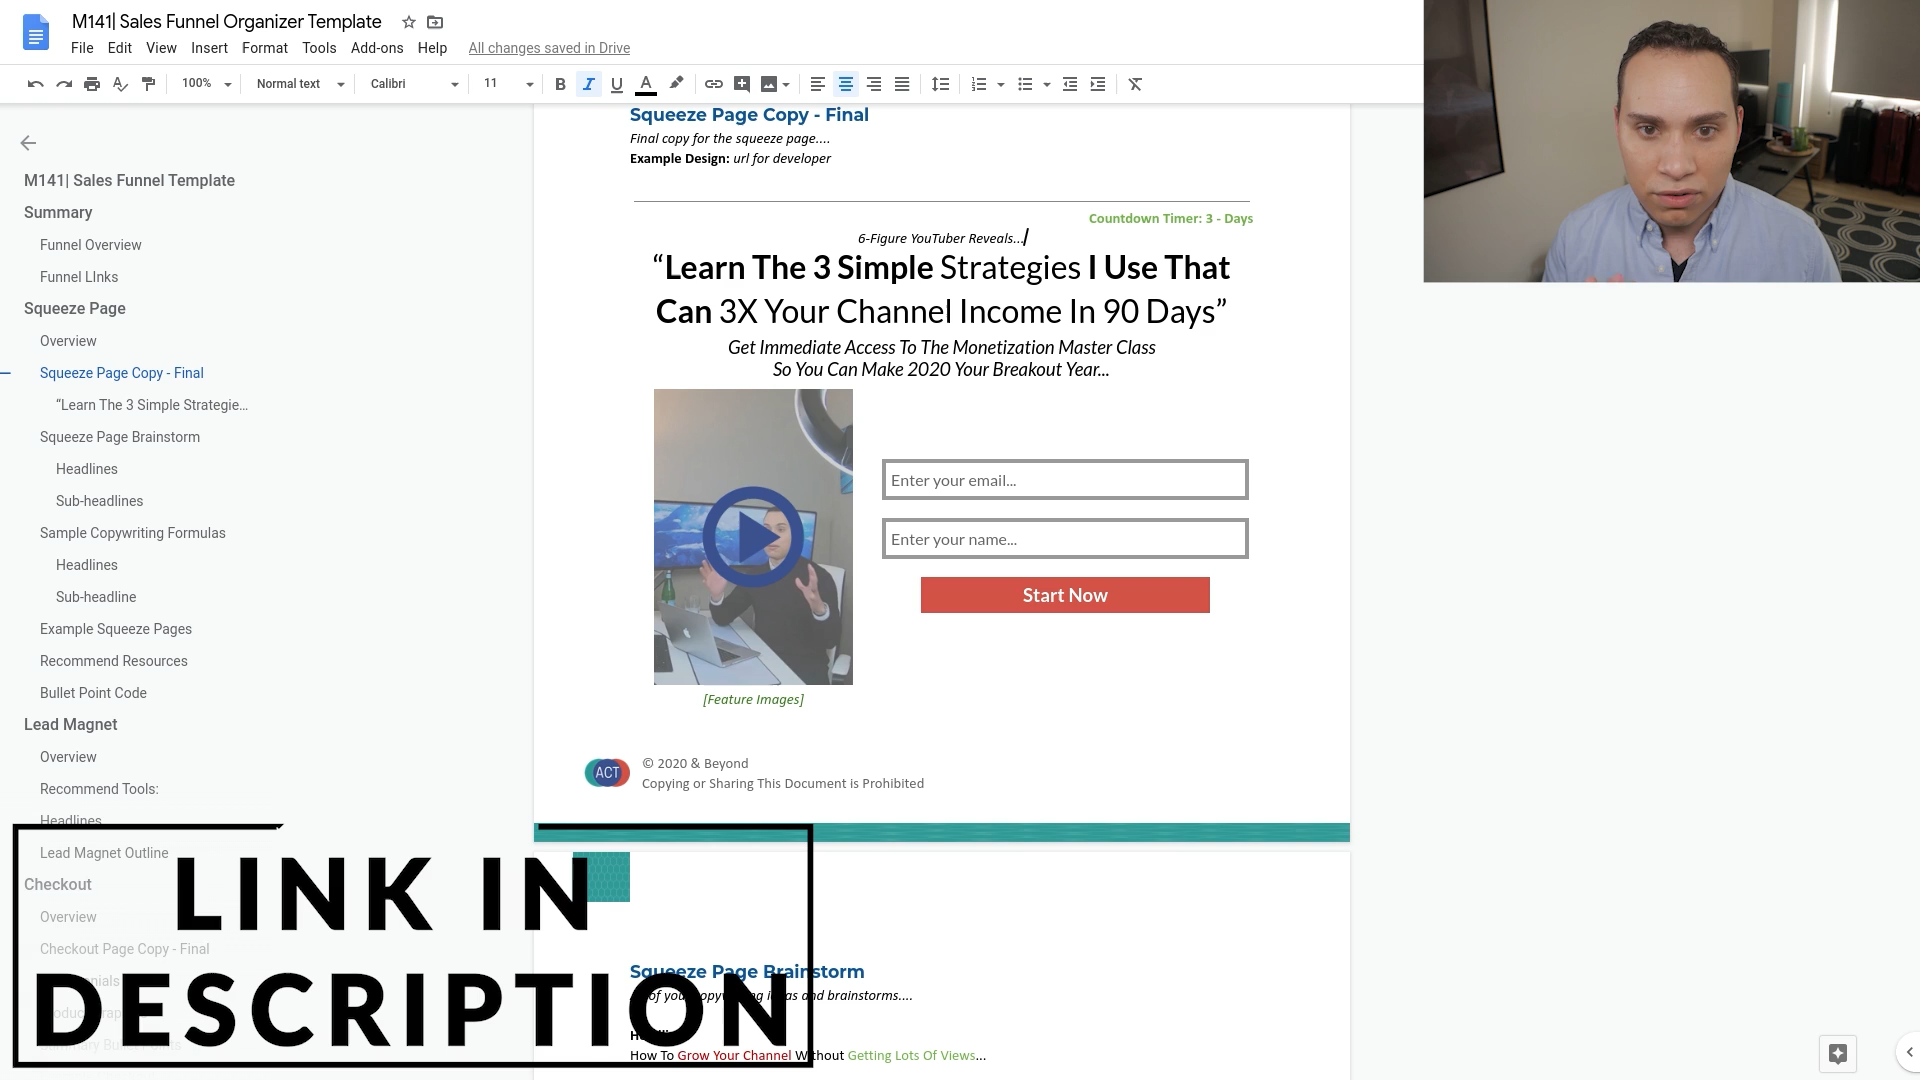 M141| Sales Funnel Organizer Template
File Edit View Insert Format Tools Add-ons Help All changes saved in Drive
100% Normal text Calibri 11
M141| Sales Funnel Template
Summary
Funnel Overview
Funnel LInks
Squeeze Page
Overview
Squeeze Page Copy - Final
“Learn The 3 Simple Strategie...
Squeeze Page Brainstorm
Headlines
Sub-headlines
Sample Copywriting Formulas
Headlines
Sub-headline
Example Squeeze Pages
Recommend Resources
Bullet Point Code
Lead Magnet
Overview
Recommend Tools:
Headlines
Lead Magnet Outline
Checkout
Overview
Checkout Page Copy - Final
Squeeze Page Copy - Final
Final copy for the squeeze page....
Example Design: url for developer
Countdown Timer: 3 - Days
6-Figure YouTuber Reveals...
“Learn The 3 Simple Strategies I Use That
Can 3X Your Channel Income In 90 Days”
Get Immediate Access To The Monetization Master Class
So You Can Make 2020 Your Breakout Year...
Enter your email...
Enter your name...
Start Now
[Feature Images]
ACT
© 2020 & Beyond
Copying or Sharing This Document is Prohibited
Squeeze Page Brainstorm
and brainstorms....
How To Grow Your Channel Without Getting Lots Of Views...
LINK IN
DESCRIPTION